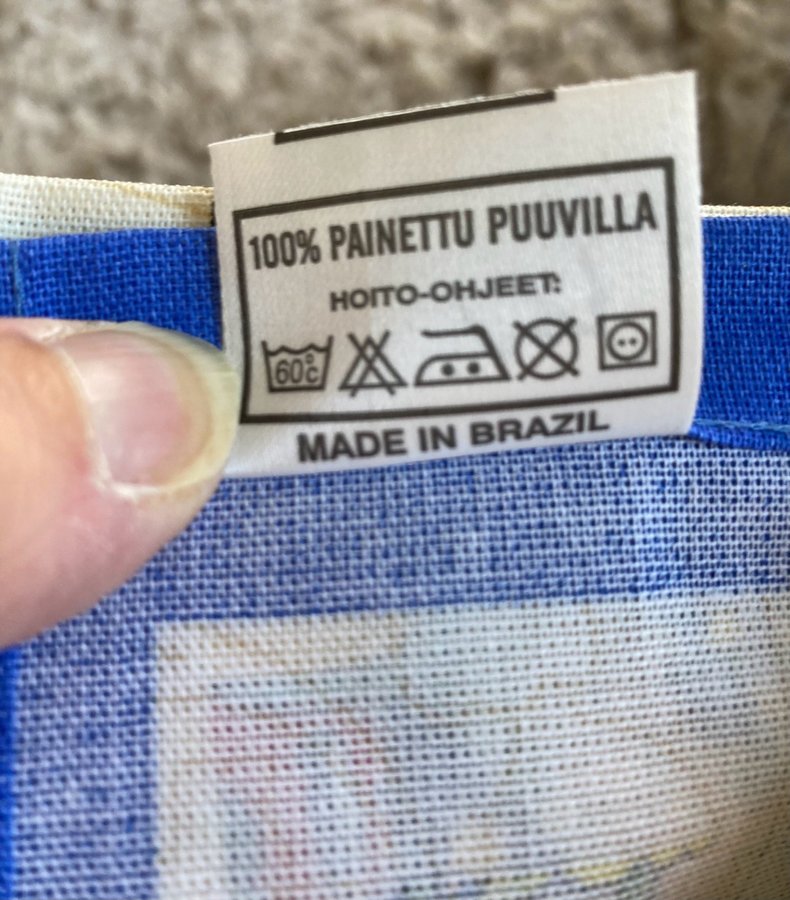 100% PAINETTU PUUVILLA
HOITO-OHJEET:
60°C
MADE IN BRAZIL